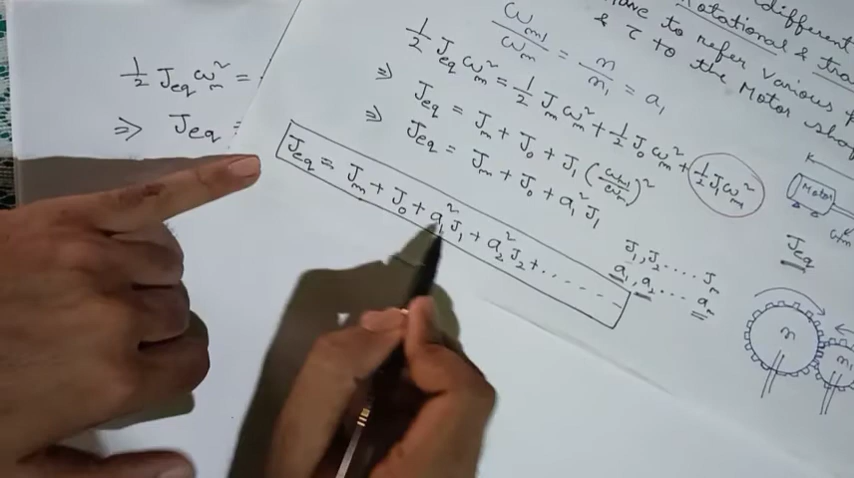 different
Rotational & tra
have to refer various
& τ to the Motor sha
ω_m1/ω_m = n/n_1 = a_1
1/2 J_eq ω_m^2 = 1/2 J_m ω_m^2 + 1/2 J_0 ω_m^2 + 1/2 J_1 ω_m1^2
⇒ J_eq = J_m + J_0 + J_1 (ω_m1/ω_m)^2
⇒ J_eq = J_m + J_0 + a_1^2 J_1
J_eq = J_m + J_0 + a_1^2 J_1 + a_2^2 J_2 + ......
J_1, J_2 .... J_m
a_1, a_2 ... a_m
Motor
ω_m
J_eq
n
n_1
1/2 J_eq ω_m^2 =
⇒ J_eq =